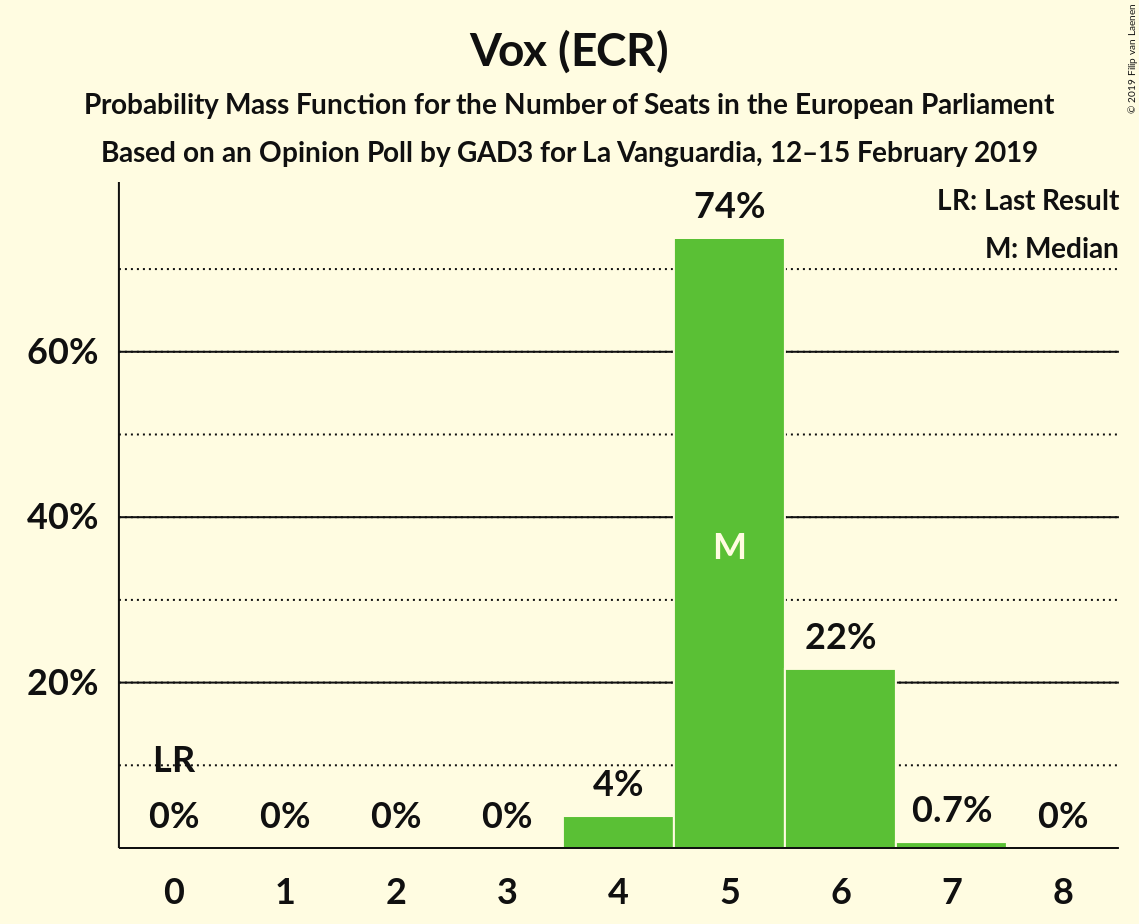 Vox (ECR)
Probability Mass Function for the Number of Seats in the European Parliament
Based on an Opinion Poll by GAD3 for La Vanguardia, 12–15 February 2019
© 2019 Filip van Laenen
LR: Last Result
M: Median
74%
60%
40%
M
22%
20%
LR
4%
0% 0% 0% 0% 0.7% 0%
0 1 2 3 4 5 6 7 8